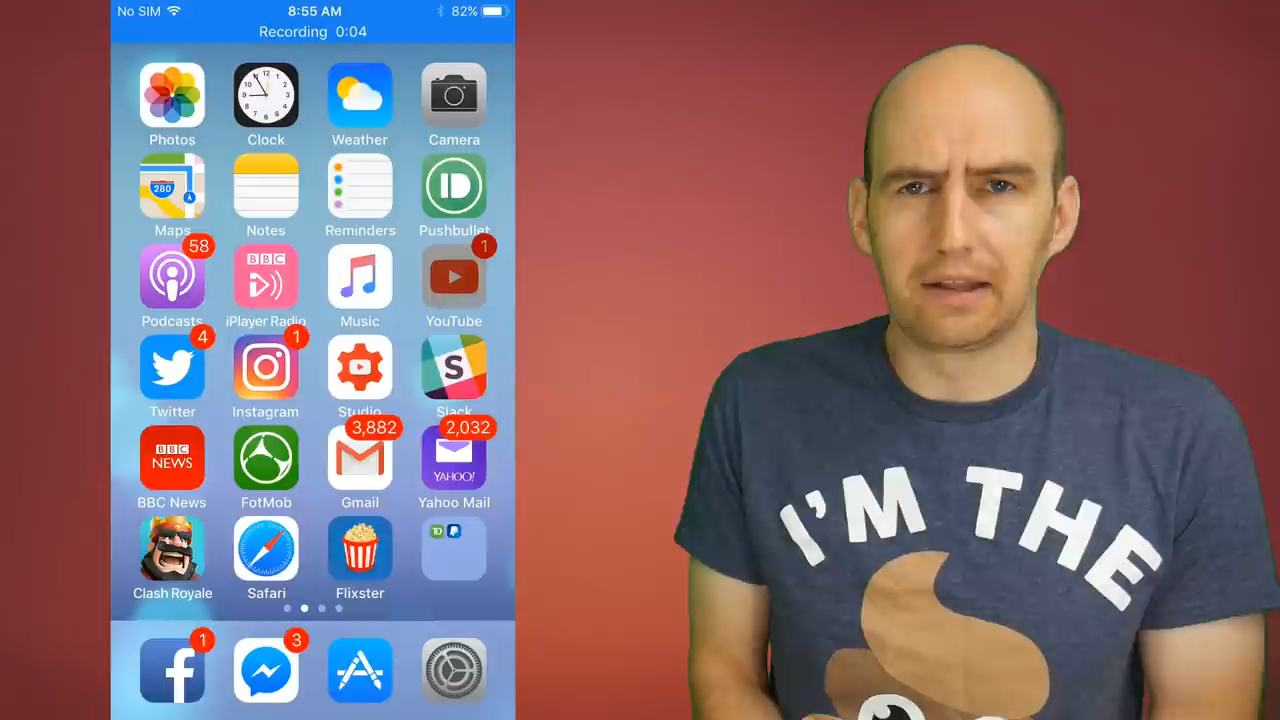 No SIM 8:55 AM 82%
Recording 0:04
12
Photos Clock Weather Camera
280
Maps Notes Reminders Pushbullet
58 BBC 1
Podcasts iPlayer Radio Music YouTube
4 1 S
Twitter Instagram Studio Slack
3,882 2,032
BBC NEWS YAHOO!
BBC News FotMob Gmail Yahoo Mail
Clash Royale Safari Flixster
1 3
I'M THE